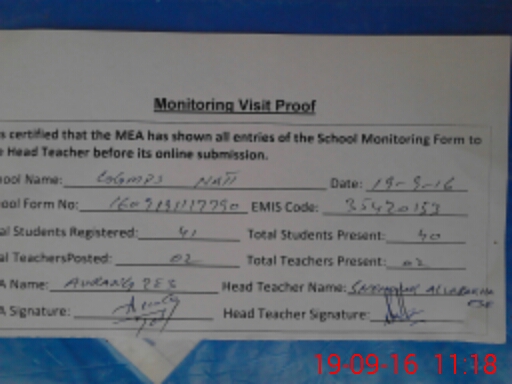 Monitoring Visit Proof
s certified that the MEA has shown all entries of the School Monitoring Form to
e Head Teacher before its online submission.
ool Name: Date: 19-9-16
ool Form No: EMIS Code: 35420153
al Students Registered: 41 Total Students Present: 40
al TeachersPosted: 02 Total Teachers Present: 02
A Name: AURANGZEB Head Teacher Name:
A Signature: Head Teacher Signature:
19-09-16 11:18